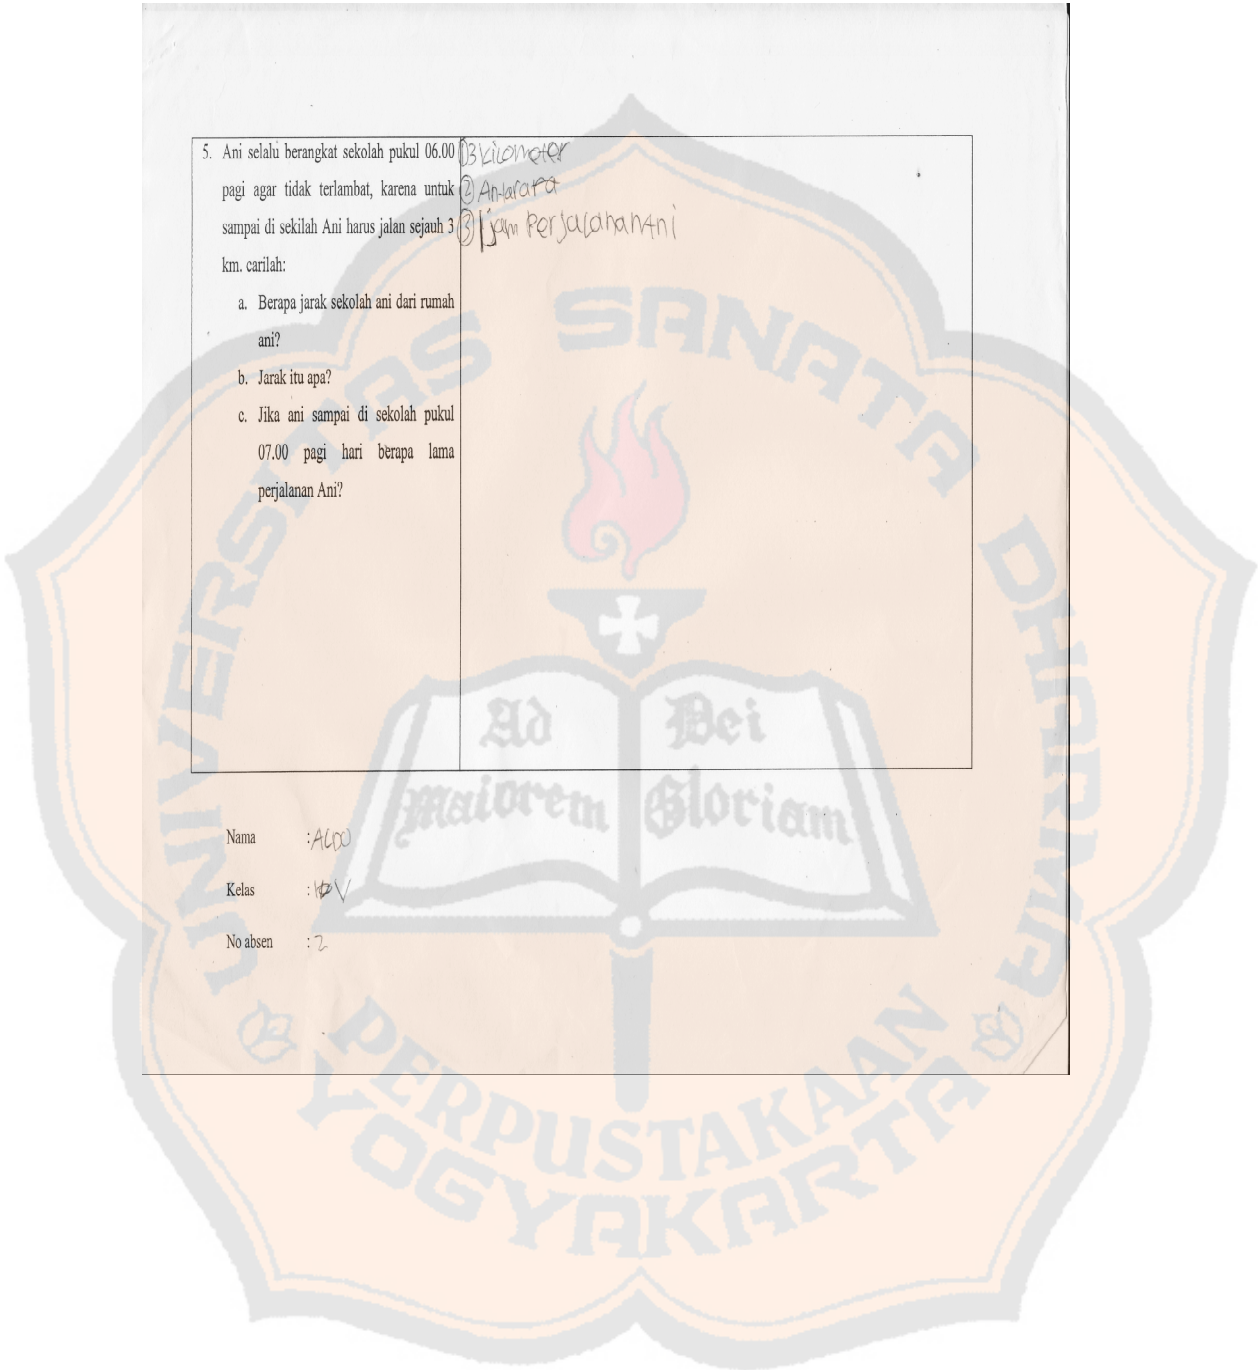 5. Ani selalu berangkat sekolah pukul 06.00
pagi agar tidak terlambat, karena untuk
sampai di sekilah Ani harus jalan sejauh 3
km. carilah:
a. Berapa jarak sekolah ani dari rumah
ani?
b. Jarak itu apa?
c. Jika ani sampai di sekolah pukul
07.00 pagi hari berapa lama
perjalanan Ani?
① 3 kilometer
② Antarara
③ 1 jam Perjalanan Ani
Nama : ALDO
Kelas : V
No absen : 2
UNIVERSITAS SANATA DHARMA
Ad Dei
Maiorem Gloriam
PERPUSTAKAAN
YOGYAKARTA